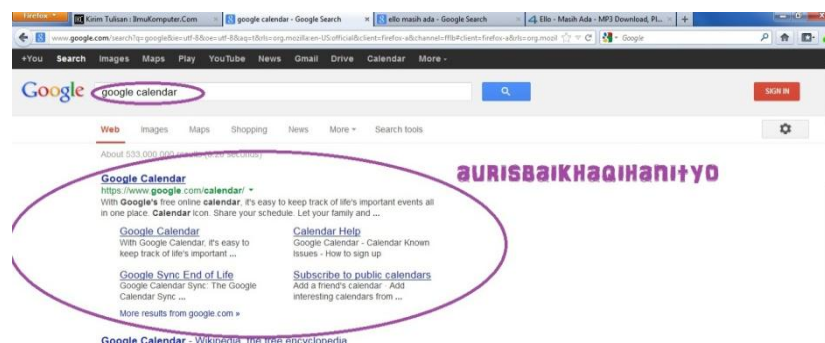 Firefox
Kirim Tulisan : IlmuKomputer.Com
google calendar - Google Search
ello masih ada - Google Search
4 Ello - Masih Ada - MP3 Download, Pl...
www.google.com/search?q=google&ie=utf-8&oe=utf-8&aq=t&rls=org.mozilla:en-US:official&client=firefox-a&channel=fflb#client=firefox-a&rls=org.mozil
Google
+You Search Images Maps Play YouTube News Gmail Drive Calendar More
Google google calendar SIGN IN
Web Images Maps Shopping News More Search tools
About 533,000,000 results
Google Calendar
https://www.google.com/calendar/
With Google's free online calendar, it's easy to keep track of life's important events all
in one place. Calendar Icon. Share your schedule. Let your family and ...
Google Calendar
With Google Calendar, it's easy to
keep track of life's important ...
Calendar Help
Google Calendar - Calendar Known
Issues - How to sign up
Google Sync End of Life
Google Calendar Sync: The Google
Calendar Sync ...
Subscribe to public calendars
Add a friend's calendar - Add
interesting calendars from ...
More results from google.com »
Google Calendar - Wikipedia, the free encyclopedia
aURISBaIKHaQIHaNItYO